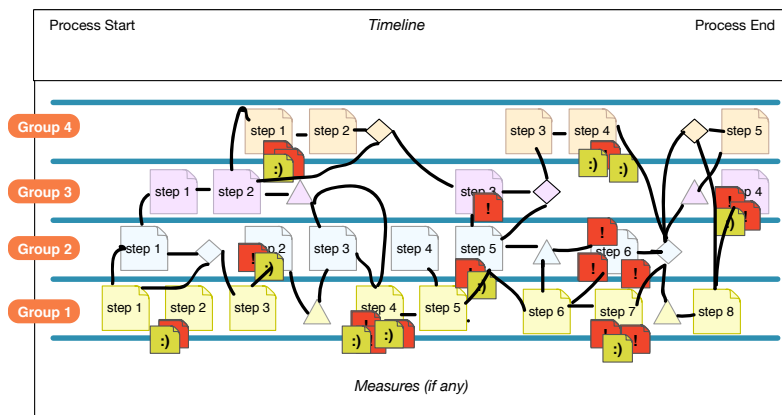 Process Start
Timeline
Process End
Group 4
step 1
step 2
step 3
step 4
step 5
:)
!
:)
:)
Group 3
step 1
step 2
step 3
step 4
!
!
!
:)
Group 2
step 1
step 2
step 3
step 4
step 5
step 6
!
:)
!
:)
!
!
!
Group 1
step 1
step 2
step 3
step 4
step 5
step 6
step 7
step 8
:)
!
:)
:)
!
!
:)
Measures (if any)